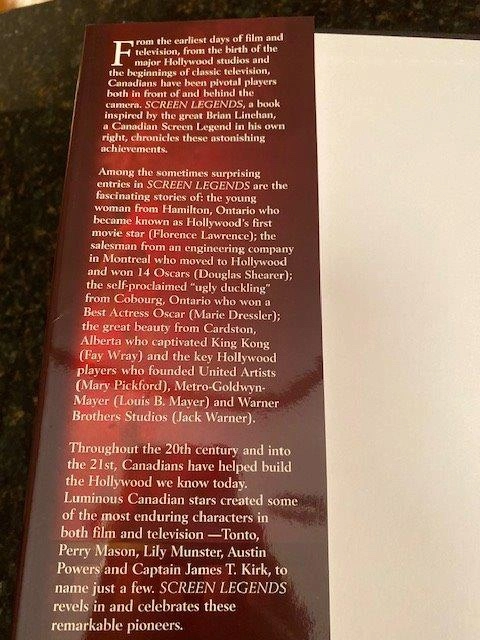 From the earliest days of film and
television, from the birth of the
major Hollywood studios and
the beginnings of classic television,
Canadians have been pivotal players
both in front of and behind the
camera. SCREEN LEGENDS, a book
inspired by the great Brian Linehan,
a Canadian Screen Legend in his own
right, chronicles these astonishing
achievements.
Among the sometimes surprising
entries in SCREEN LEGENDS are the
fascinating stories of: the young
woman from Hamilton, Ontario who
became known as Hollywood's first
movie star (Florence Lawrence); the
salesman from an engineering company
in Montreal who moved to Hollywood
and won 14 Oscars (Douglas Shearer);
the self-proclaimed "ugly duckling"
from Cobourg, Ontario who won a
Best Actress Oscar (Marie Dressler);
the great beauty from Cardston,
Alberta who captivated King Kong
(Fay Wray) and the key Hollywood
players who founded United Artists
(Mary Pickford), Metro-Goldwyn-
Mayer (Louis B. Mayer) and Warner
Brothers Studios (Jack Warner).
Throughout the 20th century and into
the 21st, Canadians have helped build
the Hollywood we know today.
Luminous Canadian stars created some
of the most enduring characters in
both film and television —Tonto,
Perry Mason, Lily Munster, Austin
Powers and Captain James T. Kirk, to
name just a few. SCREEN LEGENDS
revels in and celebrates these
remarkable pioneers.